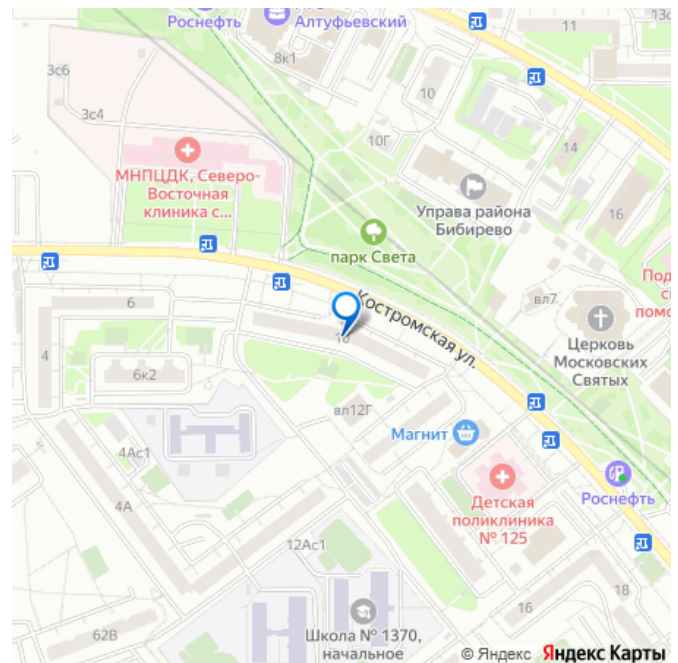 Роснефть
Алтуфьевский
11
13с
8к1
3с6
10
3с4
10Г
14
МНПЦДК, Северо-
Восточная
клиника с...
Управа района
Бибирево
16
парк Света
Под
с
помо
вл7
6
Костромская ул.
Церковь
Московских
Святых
4
6к2
вл12Г
Магнит
4Ас1
Детская
поликлиника
№ 125
Роснефть
4А
12Ас1
18
16
62В
Школа № 1370,
начальное
© Яндекс Яндекс Карты